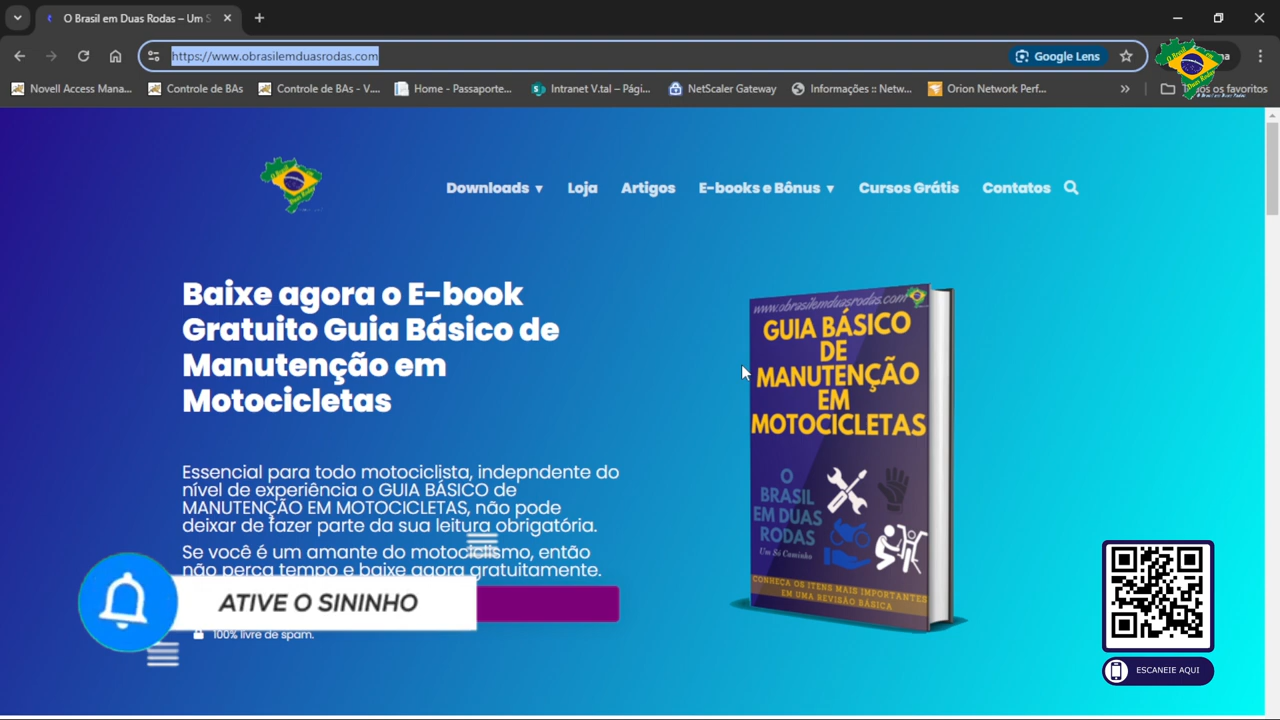 O Brasil em Duas Rodas – Um S
https://www.obrasilemduasrodas.com
Google Lens
Novell Access Mana...
Controle de BAs
Controle de BAs - V....
Home - Passaporte...
Intranet V.tal – Pági...
NetScaler Gateway
Informações :: Netw...
Orion Network Perf...
Todos os favoritos
Downloads ▼
Loja
Artigos
E-books e Bônus ▼
Cursos Grátis
Contatos
Baixe agora o E-book
Gratuito Guia Básico de
Manutenção em
Motocicletas
Essencial para todo motociclista, indepndente do
nível de experiência o GUIA BÁSICO de
MANUTENÇÃO EM MOTOCICLETAS, não pode
deixar de fazer parte da sua leitura obrigatória.
Se você é um amante do motociclismo, então
não perca tempo e baixe agora gratuitamente.
ATIVE O SININHO
100% livre de spam.
www.obrasilemduasrodas.com
GUIA BÁSICO
DE
MANUTENÇÃO
EM
MOTOCICLETAS
O
BRASIL
EM DUAS
RODAS
Um Só Caminho
CONHEÇA OS ITENS MAIS IMPORTANTES
EM UMA REVISÃO BÁSICA
ESCANEIE AQUI